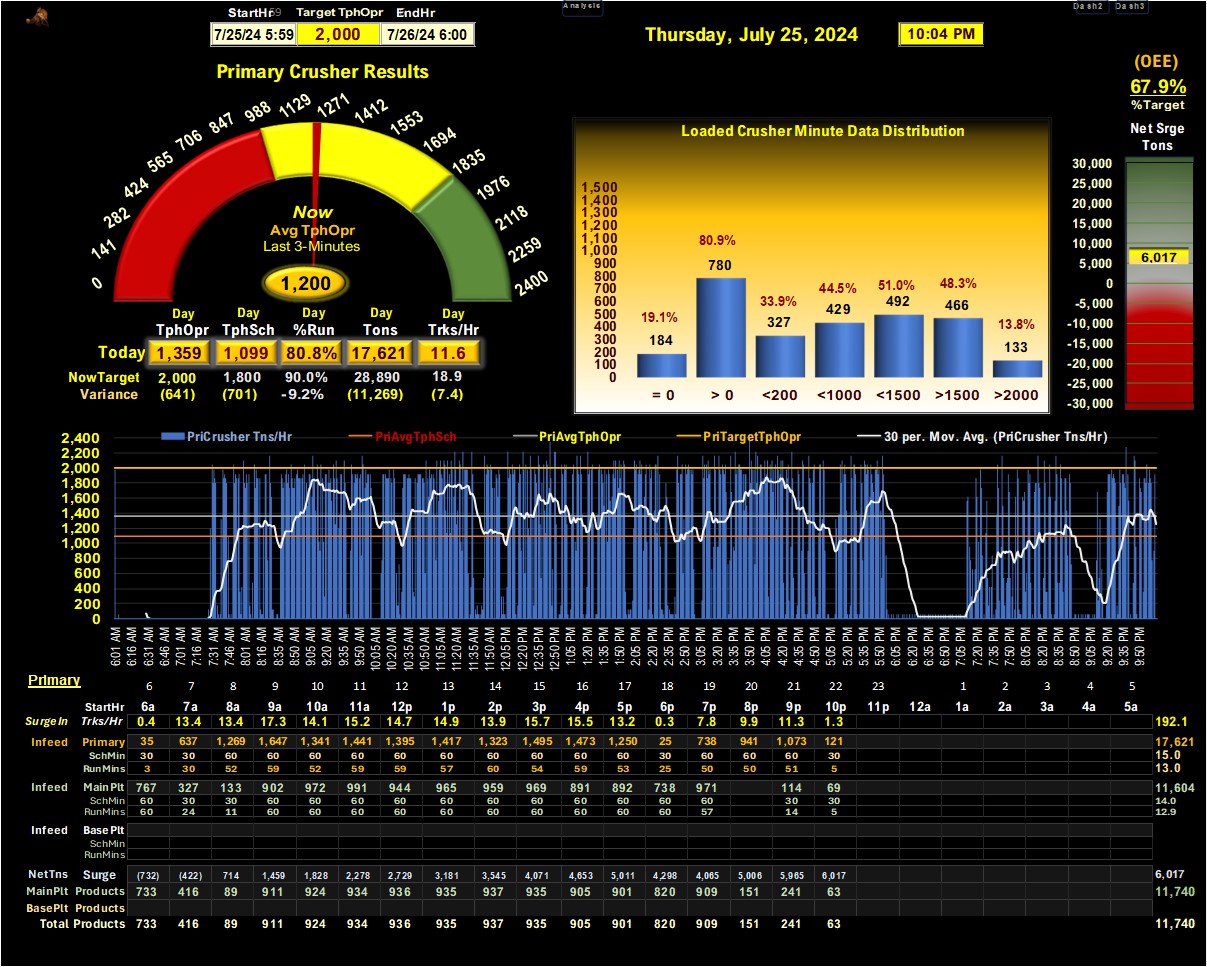 StartHr59 Target TphOpr EndHr
Analysis
Dash2 Dash3
7/25/24 5:59 2,000 7/26/24 6:00
Thursday, July 25, 2024
10:04 PM
(OEE)
67.9%
%Target
Primary Crusher Results
0 141 282 424 565 706 847 988 1129 1271 1412 1553 1694 1835 1976 2118 2259 2400
Now
Avg TphOpr
Last 3-Minutes
1,200
Day Day Day Day Day
TphOpr TphSch %Run Tons Trks/Hr
Today 1,359 1,099 80.8% 17,621 11.6
NowTarget 2,000 1,800 90.0% 28,890 18.9
Variance (641) (701) -9.2% (11,269) (7.4)
Loaded Crusher Minute Data Distribution
1,500
1,400
1,300
1,200
1,100
1,000
900
800
700
600
500
400
300
200
100
0
19.1% 80.9% 33.9% 44.5% 51.0% 48.3% 13.8%
184 780 327 429 492 466 133
= 0 > 0 <200 <1000 <1500 >1500 >2000
Net Srge
Tons
30,000
25,000
20,000
15,000
10,000
5,000
0
-5,000
-10,000
-15,000
-20,000
-25,000
-30,000
6,017
PriCrusher Tns/Hr PriAvgTphSch PriAvgTphOpr PriTargetTphOpr 30 per. Mov. Avg. (PriCrusher Tns/Hr)
2,400
2,200
2,000
1,800
1,600
1,400
1,200
1,000
800
600
400
200
0
6:01 AM 6:16 AM 6:31 AM 6:46 AM 7:01 AM 7:16 AM 7:31 AM 7:46 AM 8:01 AM 8:16 AM 8:35 AM 8:50 AM 9:05 AM 9:20 AM 9:35 AM 9:50 AM 10:05 AM 10:20 AM 10:35 AM 10:50 AM 11:05 AM 11:20 AM 11:35 AM 11:50 AM 12:05 PM 12:20 PM 12:35 PM 12:50 PM 1:05 PM 1:20 PM 1:35 PM 1:50 PM 2:05 PM 2:20 PM 2:35 PM 2:50 PM 3:05 PM 3:20 PM 3:35 PM 3:50 PM 4:05 PM 4:20 PM 4:35 PM 4:50 PM 5:05 PM 5:20 PM 5:35 PM 5:50 PM 6:05 PM 6:20 PM 6:35 PM 6:50 PM 7:05 PM 7:20 PM 7:35 PM 7:50 PM 8:05 PM 8:20 PM 8:35 PM 8:50 PM 9:05 PM 9:20 PM 9:35 PM 9:50 PM
Primary
6 7 8 9 10 11 12 13 14 15 16 17 18 19 20 21 22 23 1 2 3 4 5
StartHr 6a 7a 8a 9a 10a 11a 12p 1p 2p 3p 4p 5p 6p 7p 8p 9p 10p 11p 12a 1a 2a 3a 4a 5a
SurgeIn Trks/Hr 0.4 13.4 13.4 17.3 14.1 15.2 14.7 14.9 13.9 15.7 15.5 13.2 0.3 7.8 9.9 11.3 1.3 192.1
Infeed Primary 35 637 1,269 1,647 1,341 1,441 1,395 1,417 1,323 1,495 1,473 1,250 25 738 941 1,073 121 17,621
SchMin 30 30 60 60 60 60 60 60 60 60 60 60 60 60 60 60 30 15.0
RunMins 3 30 52 59 52 59 59 57 60 54 59 53 25 50 50 51 5 13.0
Infeed MainPlt 767 327 133 902 972 991 944 965 959 969 891 892 738 971 114 69 11,604
SchMin 60 30 30 60 60 60 60 60 60 60 60 60 60 60 30 30 14.0
RunMins 60 24 11 60 60 60 60 60 60 60 60 60 60 57 14 5 12.9
Infeed BasePlt
SchMin
RunMins
NetTns Surge (732) (422) 714 1,459 1,828 2,278 2,729 3,181 3,545 4,071 4,653 5,011 4,298 4,065 5,006 5,965 6,017 6,017
MainPlt Products 733 416 89 911 924 934 936 935 937 935 905 901 820 909 151 241 63 11,740
BasePlt Products
Total Products 733 416 89 911 924 934 936 935 937 935 905 901 820 909 151 241 63 11,740